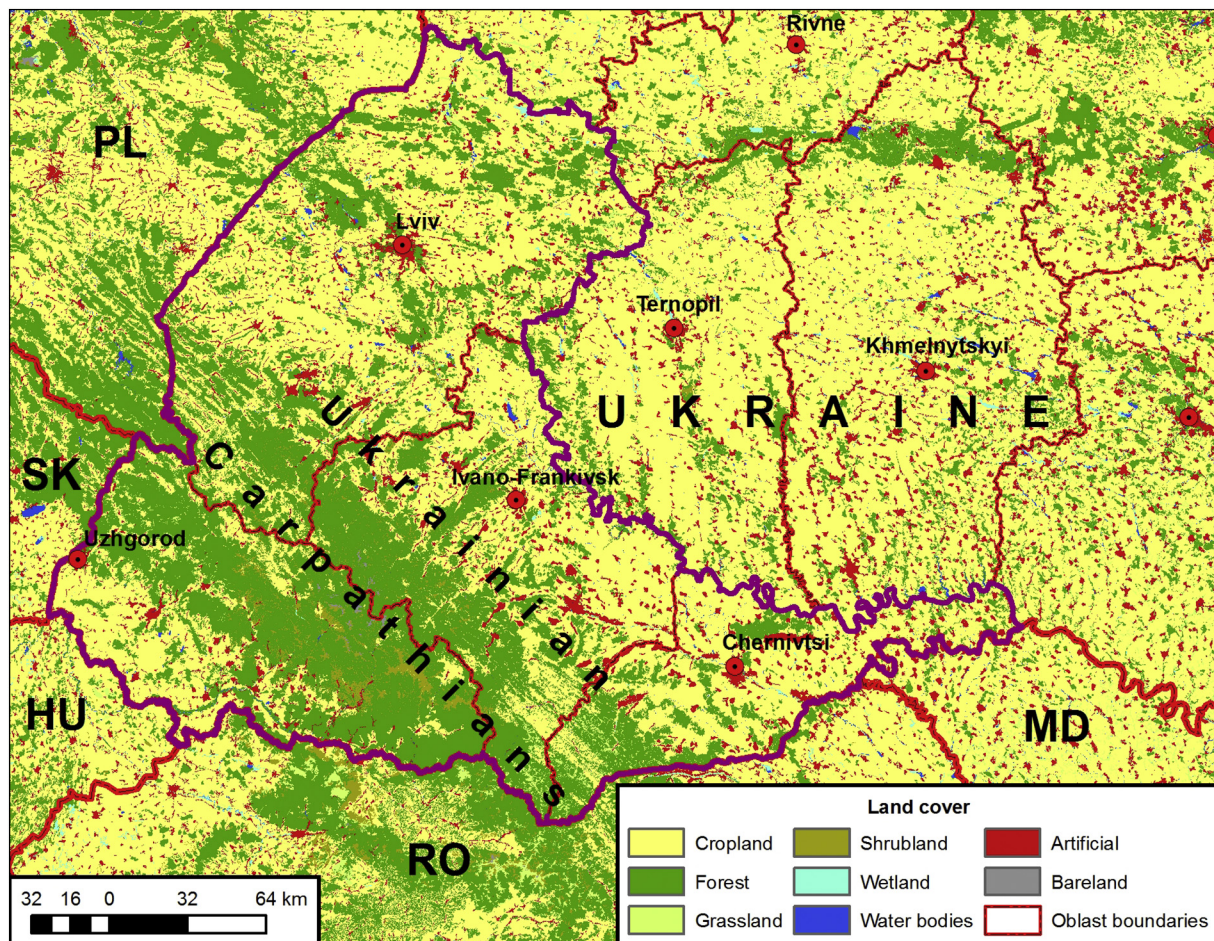 Rivne
PL
Lviv
Ternopil
Khmelnytskyi
UKRAINE
Ukrainian
Carpathians
Ivano-Frankivsk
SK
Uzhgorod
Chernivtsi
HU
MD
RO
Land cover
Cropland
Shrubland
Artificial
Forest
Wetland
Bareland
Grassland
Water bodies
Oblast boundaries
32 16 0 32 64 km